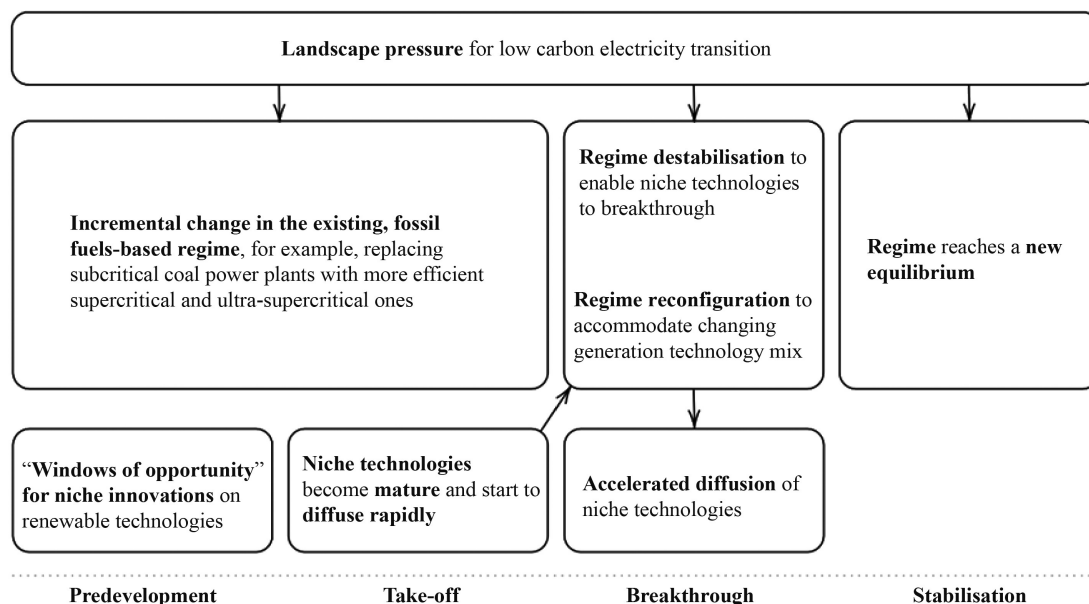 Landscape pressure for low carbon electricity transition
Incremental change in the existing, fossil
fuels-based regime, for example, replacing
subcritical coal power plants with more efficient
supercritical and ultra-supercritical ones
Regime destabilisation to
enable niche technologies
to breakthrough
Regime reconfiguration to
accommodate changing
generation technology mix
Regime reaches a new
equilibrium
“Windows of opportunity”
for niche innovations on
renewable technologies
Niche technologies
become mature and start to
diffuse rapidly
Accelerated diffusion of
niche technologies
Predevelopment
Take-off
Breakthrough
Stabilisation